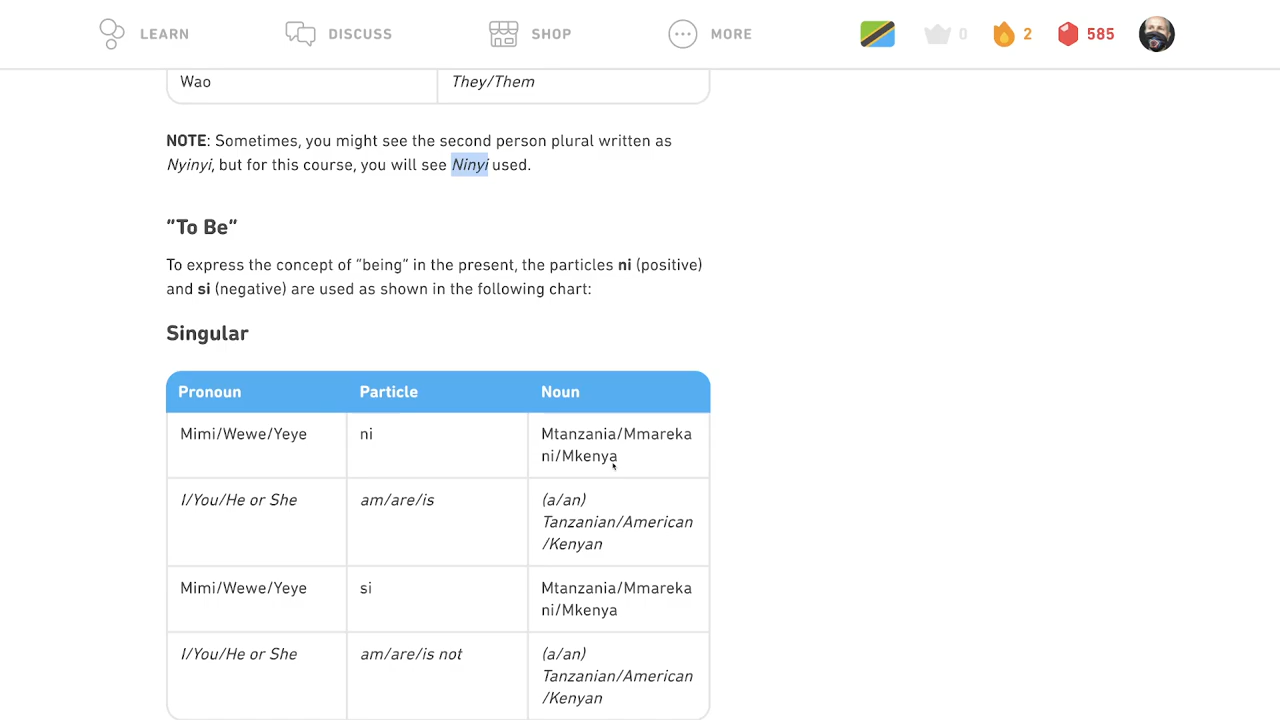 LEARN DISCUSS SHOP MORE 0 2 585
Wao They/Them
NOTE: Sometimes, you might see the second person plural written as
Nyinyi, but for this course, you will see Ninyi used.
"To Be"
To express the concept of "being" in the present, the particles ni (positive)
and si (negative) are used as shown in the following chart:
Singular
Pronoun Particle Noun
Mimi/Wewe/Yeye ni Mtanzania/Mmareka
ni/Mkenya
I/You/He or She am/are/is (a/an)
Tanzanian/American
/Kenyan
Mimi/Wewe/Yeye si Mtanzania/Mmareka
ni/Mkenya
I/You/He or She am/are/is not (a/an)
Tanzanian/American
/Kenyan